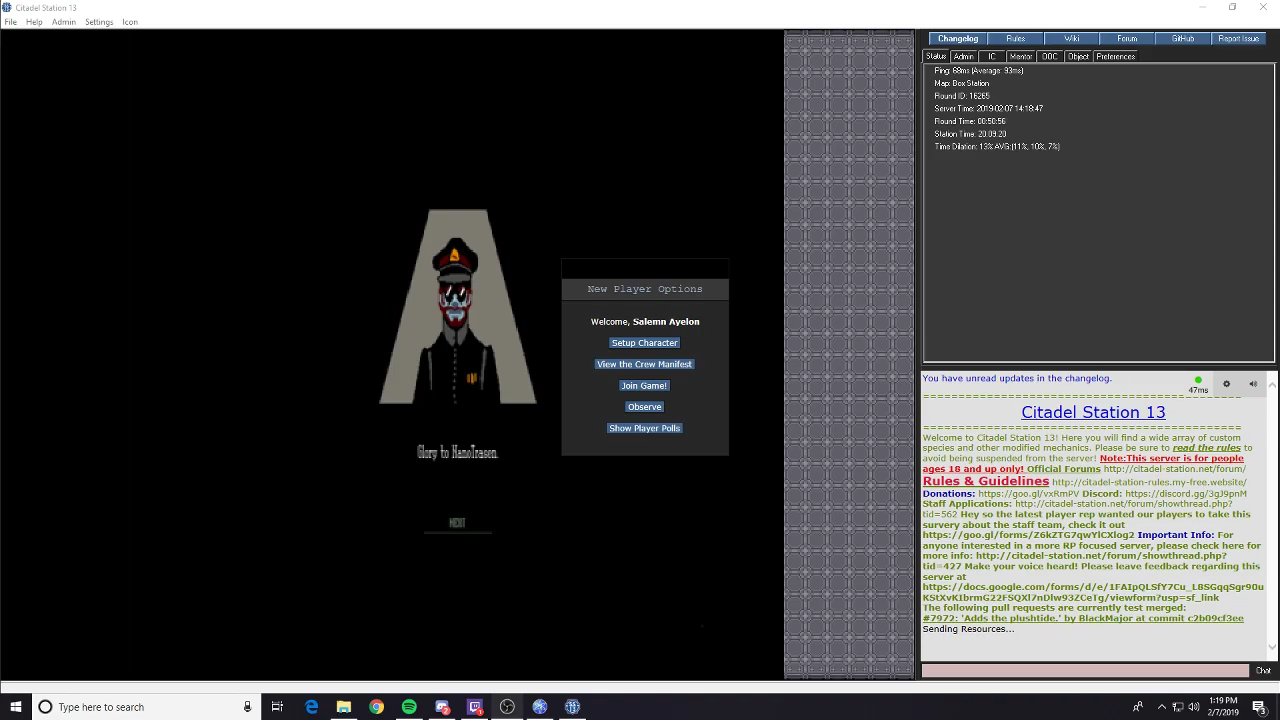 Citadel Station 13
File Help Admin Settings Icon
Glory to NanoTrasen.
NEXT
New Player Options
Welcome, Salemn Ayelon
Setup Character
View the Crew Manifest
Join Game!
Observe
Show Player Polls
Changelog Rules Wiki Forum GitHub Report Issue
Status Admin IC Mentor OOC Object Preferences
Ping: 68ms (Average: 93ms)
Map: Box Station
Round ID: 16265
Server Time: 2019-02-07 14:18:47
Round Time: 00:50:56
Station Time: 20:09:20
Time Dilation: 13% AVG:(11%, 10%, 7%)
You have unread updates in the changelog.
47ms
=============================================
Citadel Station 13
=============================================
Welcome to Citadel Station 13! Here you will find a wide array of custom
species and other modified mechanics. Please be sure to read the rules to
avoid being suspended from the server! Note:This server is for people
ages 18 and up only! Official Forums http://citadel-station.net/forum/
Rules & Guidelines http://citadel-station-rules.my-free.website/
Donations: https://goo.gl/vxRmPV Discord: https://discord.gg/3gJ9pnM
Staff Applications: http://citadel-station.net/forum/showthread.php?
tid=562 Hey so the latest player rep wanted our players to take this
survery about the staff team, check it out
https://goo.gl/forms/Z6kZTG7qwYlCXlog2 Important Info: For
anyone interested in a more RP focused server, please check here for
more info: http://citadel-station.net/forum/showthread.php?
tid=427 Make your voice heard! Please leave feedback regarding this
server at
https://docs.google.com/forms/d/e/1FAIpQLSfY7Cu_L8SGqqSgr90u
KStXvKIbrmG22FSQXl7nDlw93ZCeTg/viewform?usp=sf_link
The following pull requests are currently test merged:
#7972: 'Adds the plushtide.' by BlackMajor at commit c2b09cf3ee
Sending Resources...
Chat
Type here to search
1:19 PM
2/7/2019